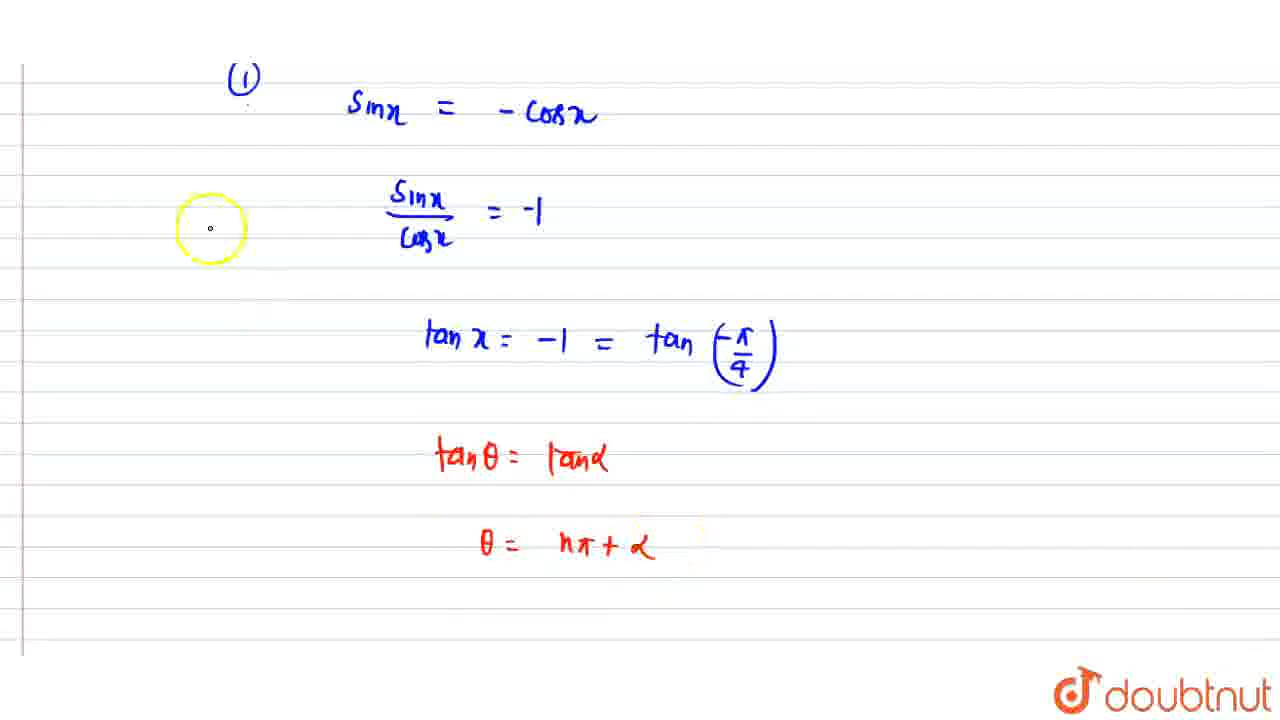 (1)
sinx = -cosx
sinx/cosx = -1
tan x = -1 = tan (-π/4)
tanθ = tanα
θ = nπ + α
doubtnut